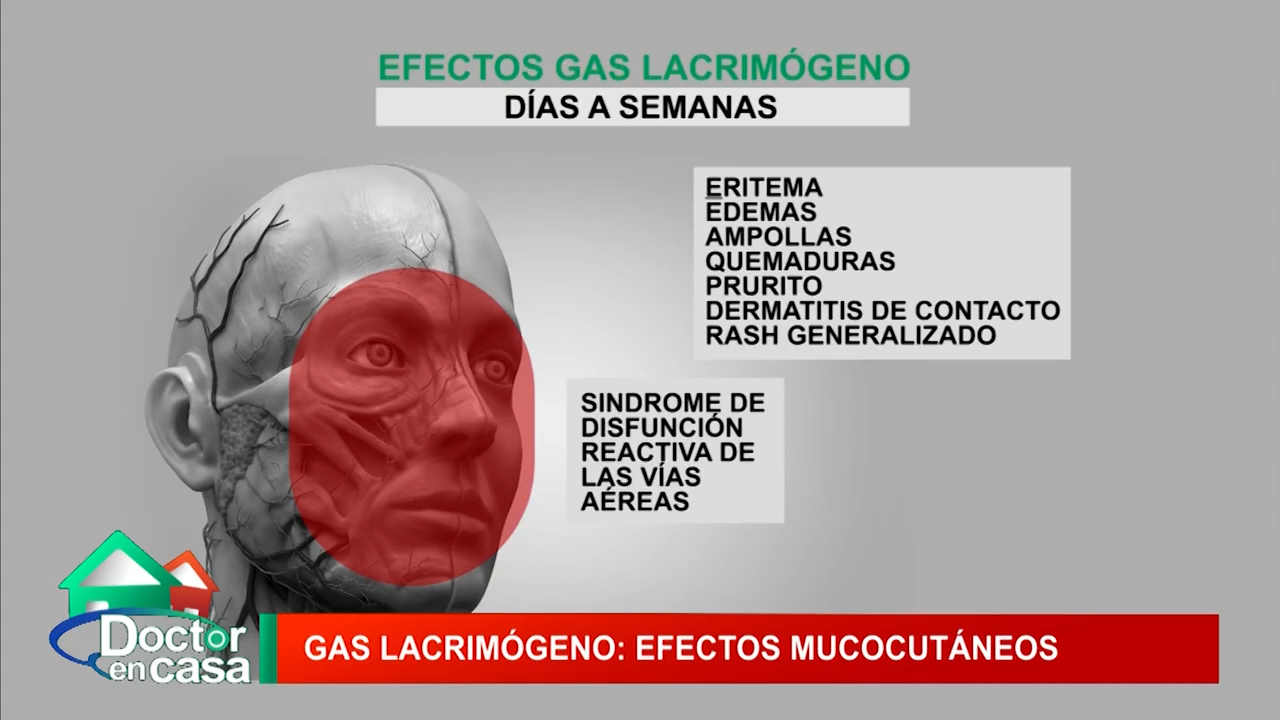 EFECTOS GAS LACRIMÓGENO
DÍAS A SEMANAS
ERITEMA
EDEMAS
AMPOLLAS
QUEMADURAS
PRURITO
DERMATITIS DE CONTACTO
RASH GENERALIZADO
SINDROME DE
DISFUNCIÓN
REACTIVA DE
LAS VÍAS
AÉREAS
Doctor
en casa
GAS LACRIMÓGENO: EFECTOS MUCOCUTÁNEOS